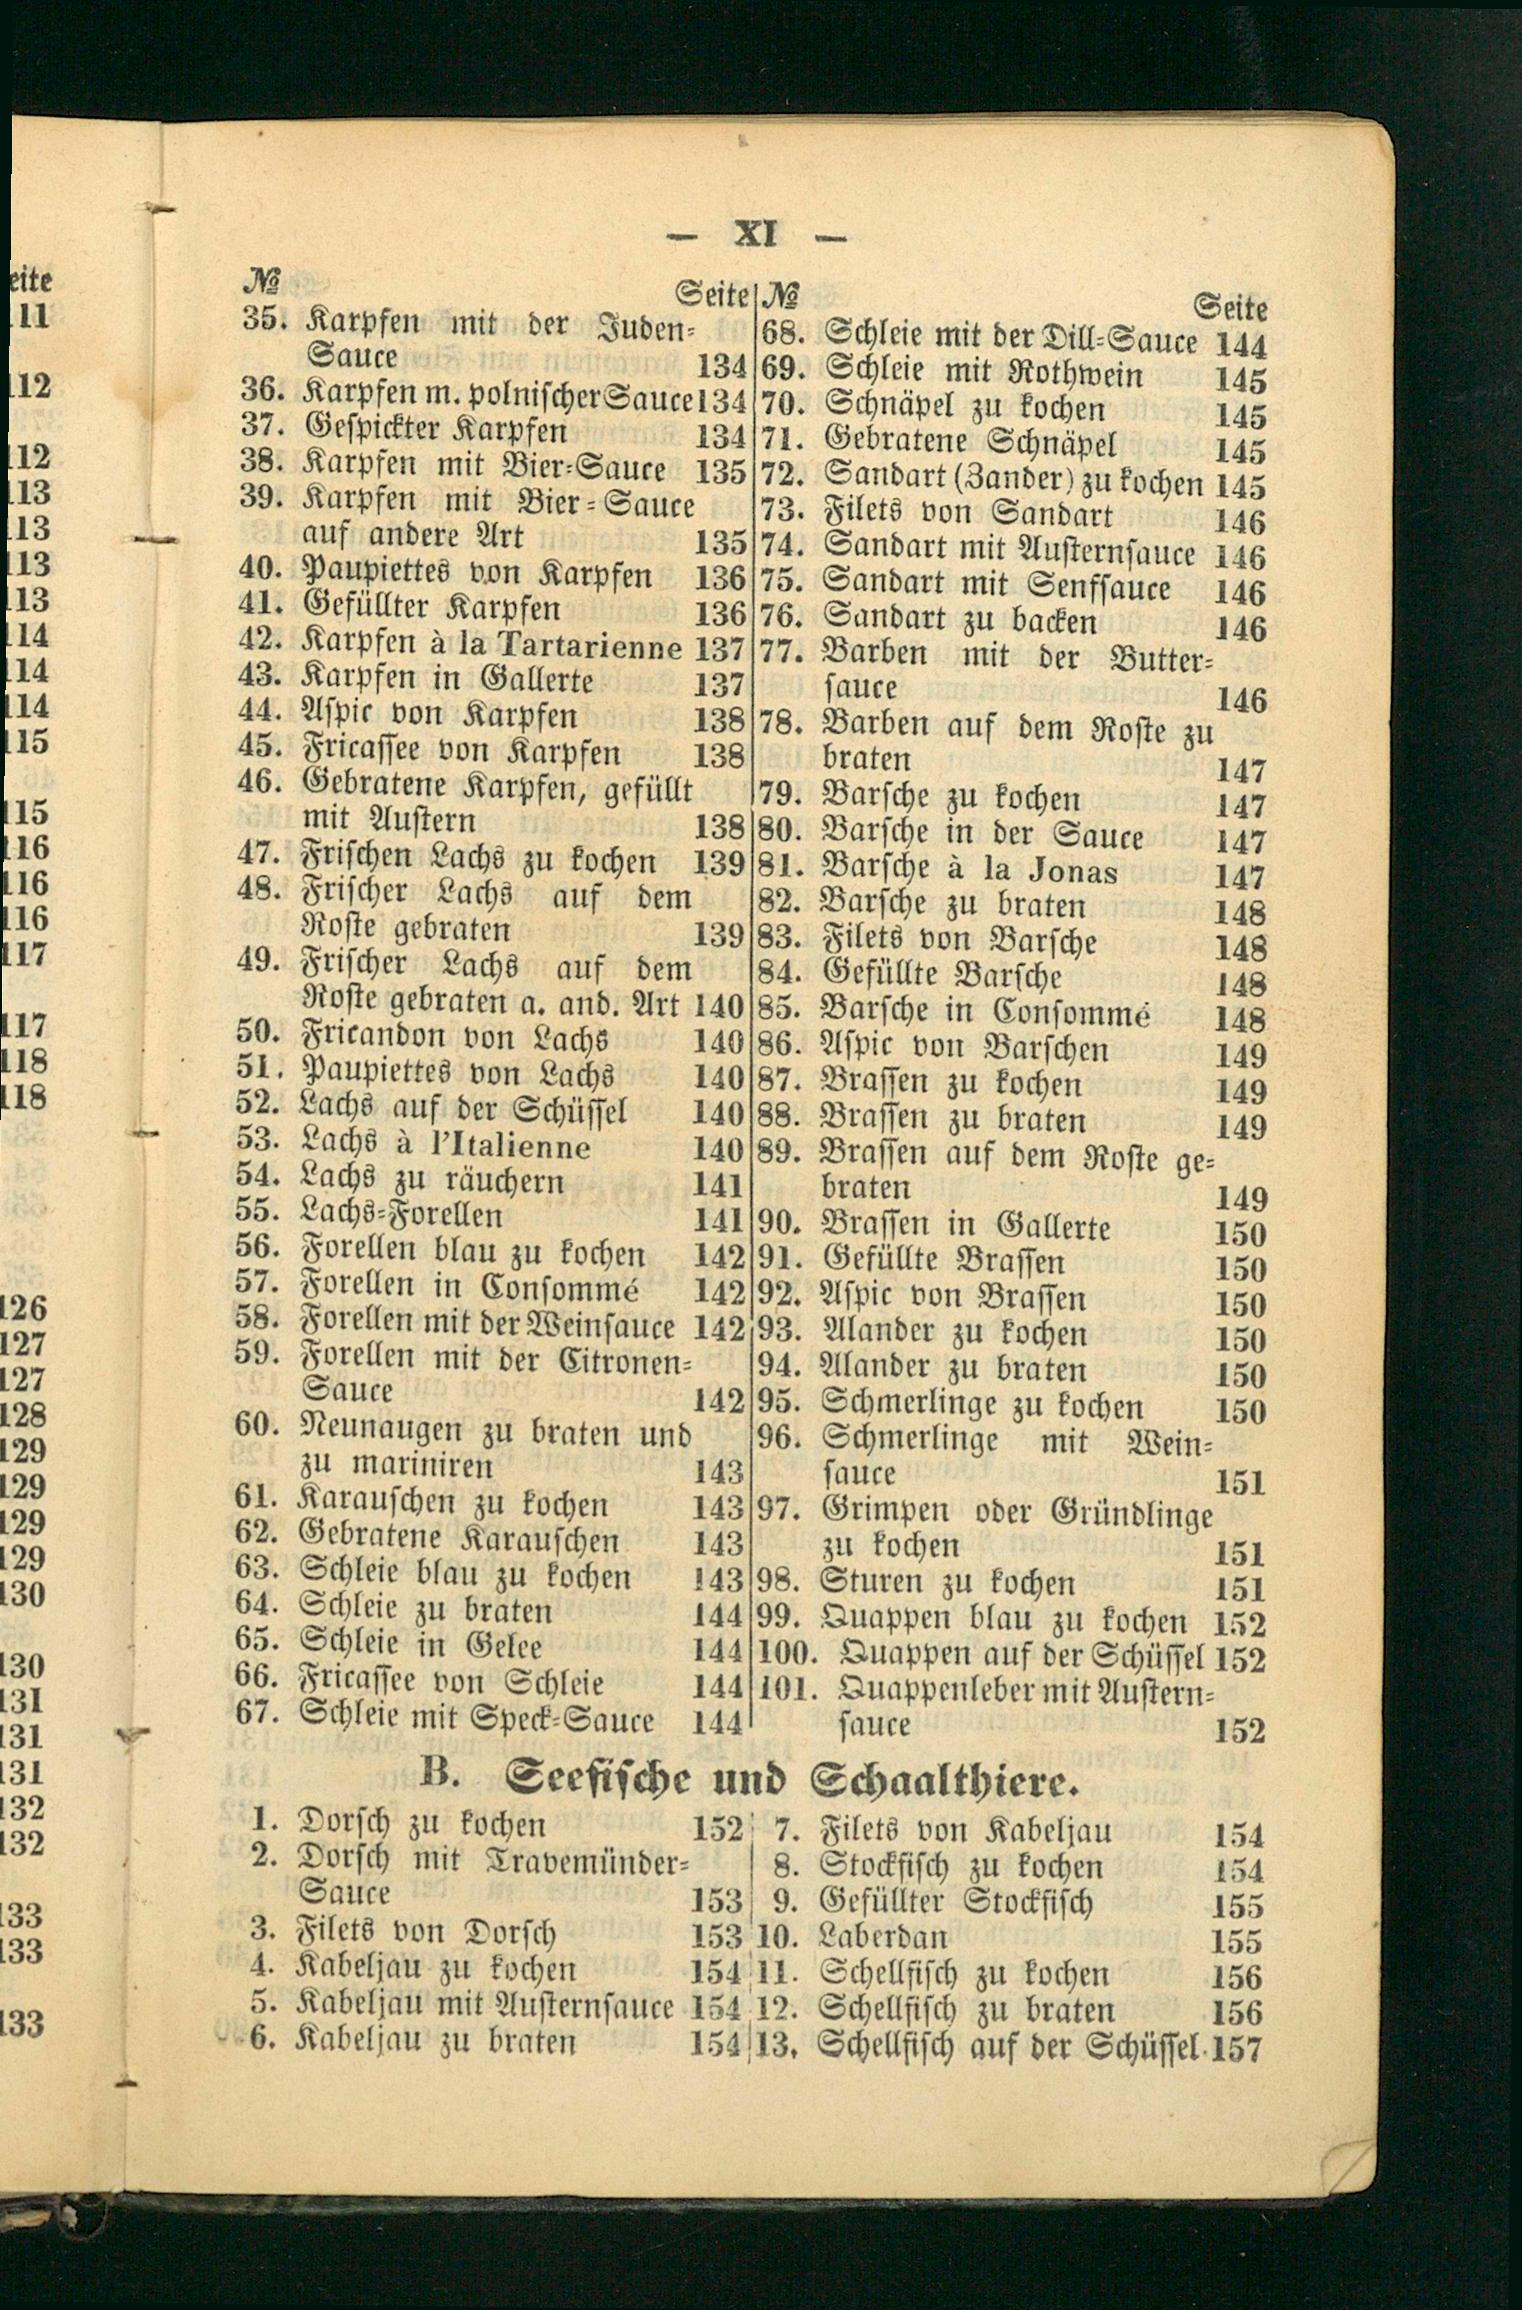 — XI —
№ Seite
35. Karpfen mit der Juden-
Sauce 134
36. Karpfen m. polnischer Sauce 134
37. Gespickter Karpfen 134
38. Karpfen mit Bier-Sauce 135
39. Karpfen mit Bier-Sauce
auf andere Art 135
40. Paupiettes von Karpfen 136
41. Gefüllter Karpfen 136
42. Karpfen à la Tartarienne 137
43. Karpfen in Gallerte 137
44. Aspic von Karpfen 138
45. Fricassee von Karpfen 138
46. Gebratene Karpfen, gefüllt
mit Austern 138
47. Frischen Lachs zu kochen 139
48. Frischer Lachs auf dem
Roste gebraten 139
49. Frischer Lachs auf dem
Roste gebraten a. and. Art 140
50. Fricandon von Lachs 140
51. Paupiettes von Lachs 140
52. Lachs auf der Schüssel 140
53. Lachs à l'Italienne 140
54. Lachs zu räuchern 141
55. Lachs-Forellen 141
56. Forellen blau zu kochen 142
57. Forellen in Consommé 142
58. Forellen mit der Weinsauce 142
59. Forellen mit der Citronen-
Sauce 142
60. Neunaugen zu braten und
zu mariniren 143
61. Karauschen zu kochen 143
62. Gebratene Karauschen 143
63. Schleie blau zu kochen 143
64. Schleie zu braten 144
65. Schleie in Gelee 144
66. Fricassee von Schleie 144
67. Schleie mit Speck-Sauce 144
№ Seite
68. Schleie mit der Dill-Sauce 144
69. Schleie mit Rothwein 145
70. Schnäpel zu kochen 145
71. Gebratene Schnäpel 145
72. Sandart (Zander) zu kochen 145
73. Filets von Sandart 146
74. Sandart mit Austernsauce 146
75. Sandart mit Senfsauce 146
76. Sandart zu backen 146
77. Barben mit der Butter-
sauce 146
78. Barben auf dem Roste zu
braten 147
79. Barsche zu kochen 147
80. Barsche in der Sauce 147
81. Barsche à la Jonas 147
82. Barsche zu braten 148
83. Filets von Barsche 148
84. Gefüllte Barsche 148
85. Barsche in Consommé 148
86. Aspic von Barschen 149
87. Brassen zu kochen 149
88. Brassen zu braten 149
89. Brassen auf dem Roste ge-
braten 149
90. Brassen in Gallerte 150
91. Gefüllte Brassen 150
92. Aspic von Brassen 150
93. Alander zu kochen 150
94. Alander zu braten 150
95. Schmerlinge zu kochen 150
96. Schmerlinge mit Wein-
sauce 151
97. Grimpen oder Gründlinge
zu kochen 151
98. Sturen zu kochen 151
99. Quappen blau zu kochen 152
100. Quappen auf der Schüssel 152
101. Quappenleber mit Austern-
sauce 152
B. Seefische und Schaalthiere.
1. Dorsch zu kochen 152
2. Dorsch mit Travemünder-
Sauce 153
3. Filets von Dorsch 153
4. Kabeljau zu kochen 154
5. Kabeljau mit Austernsauce 154
6. Kabeljau zu braten 154
7. Filets von Kabeljau 154
8. Stockfisch zu kochen 154
9. Gefüllter Stockfisch 155
10. Laberdan 155
11. Schellfisch zu kochen 156
12. Schellfisch zu braten 156
13. Schellfisch auf der Schüssel 157